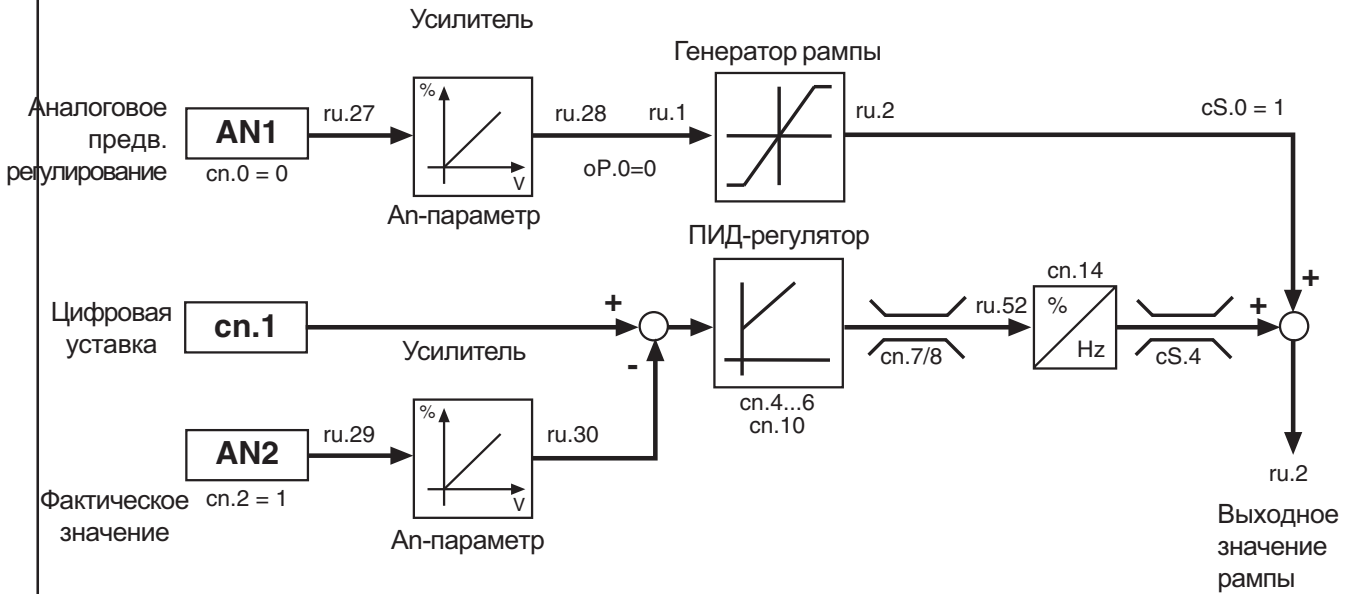 Усилитель
Генератор рампы
Аналоговое
предв.
регулирование
AN1
cn.0 = 0
ru.27
%
V
An-параметр
ru.28
oP.0=0
ru.1
ru.2
cS.0 = 1
ПИД-регулятор
Цифровая
уставка
cn.1
+
-
Усилитель
cn.4...6
cn.10
cn.7/8
ru.52
cn.14
%
Hz
cS.4
+
+
Фактическое
значение
AN2
cn.2 = 1
ru.29
%
V
An-параметр
ru.30
ru.2
Выходное
значение
рампы